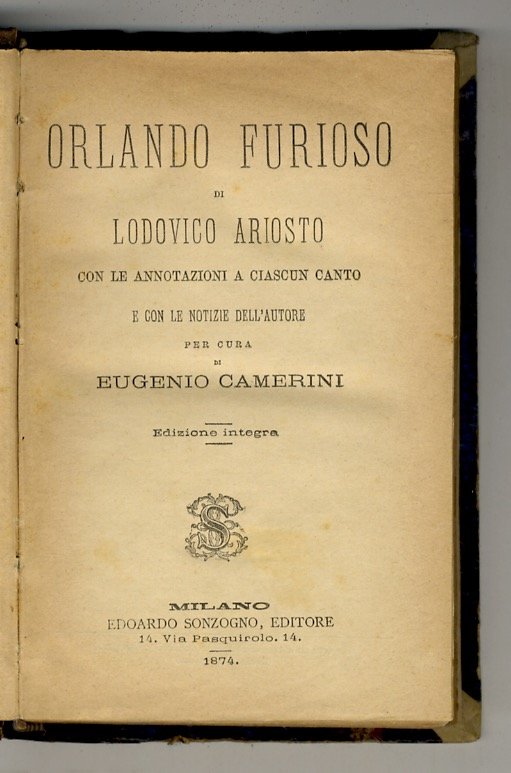 ORLANDO FURIOSO
DI
LODOVICO ARIOSTO
CON LE ANNOTAZIONI A CIASCUN CANTO
E CON LE NOTIZIE DELL'AUTORE
PER CURA
DI
EUGENIO CAMERINI
Edizione integra
S
MILANO
EDOARDO SONZOGNO, EDITORE
14. Via Pasquirolo. 14.
1874.